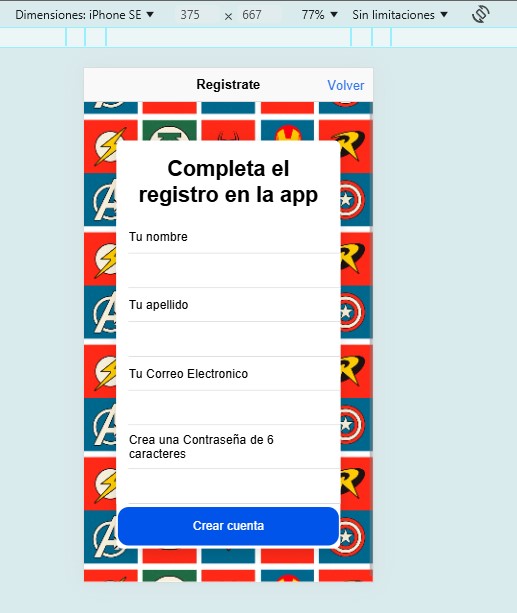 Dimensiones: iPhone SE ▼ 375 × 667 77% ▼ Sin limitaciones ▼
Registrate Volver
Completa el
registro en la app
Tu nombre
Tu apellido
Tu Correo Electronico
Crea una Contraseña de 6
caracteres
Crear cuenta